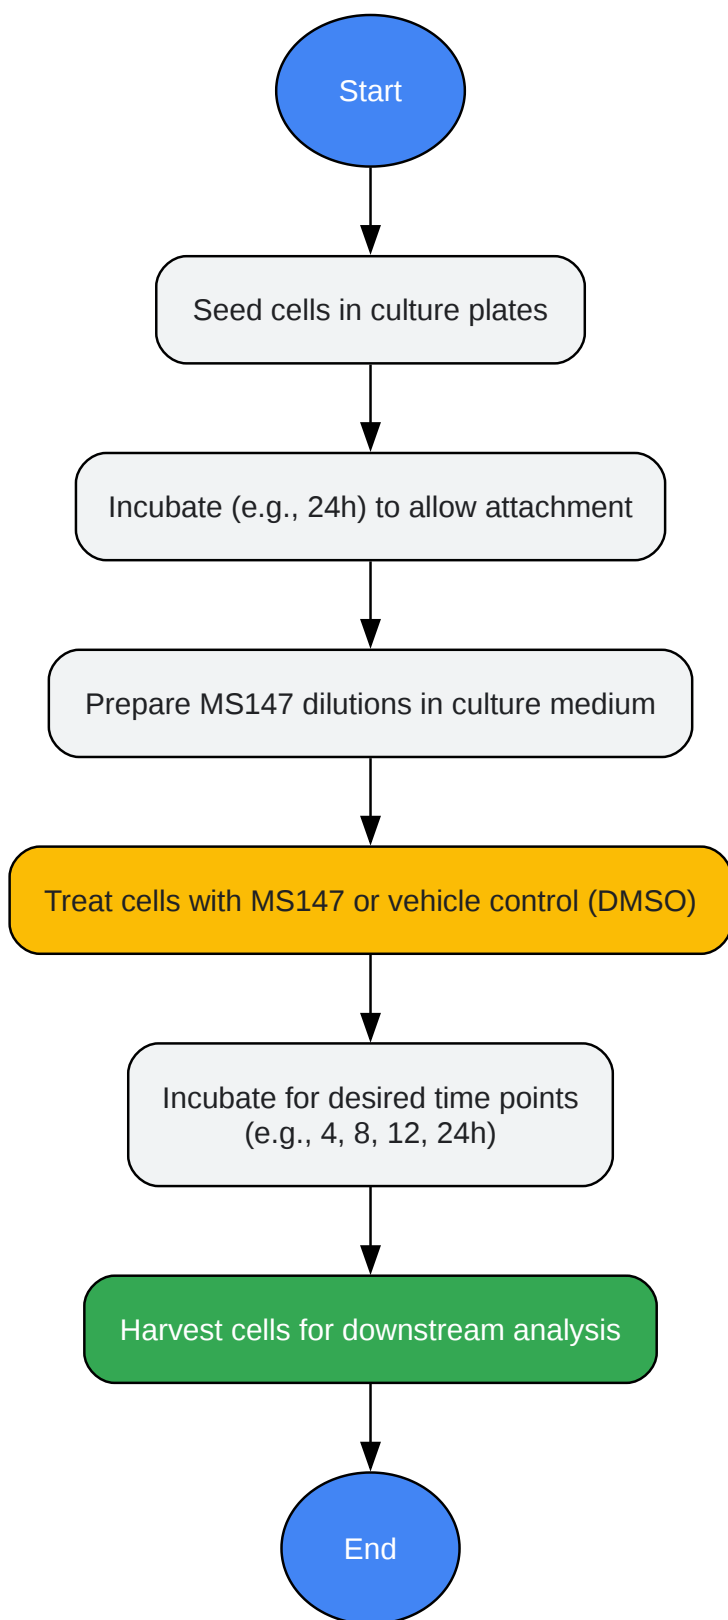 Start
Seed cells in culture plates
Incubate (e.g., 24h) to allow attachment
Prepare MS147 dilutions in culture medium
Treat cells with MS147 or vehicle control (DMSO)
Incubate for desired time points
(e.g., 4, 8, 12, 24h)
Harvest cells for downstream analysis
End